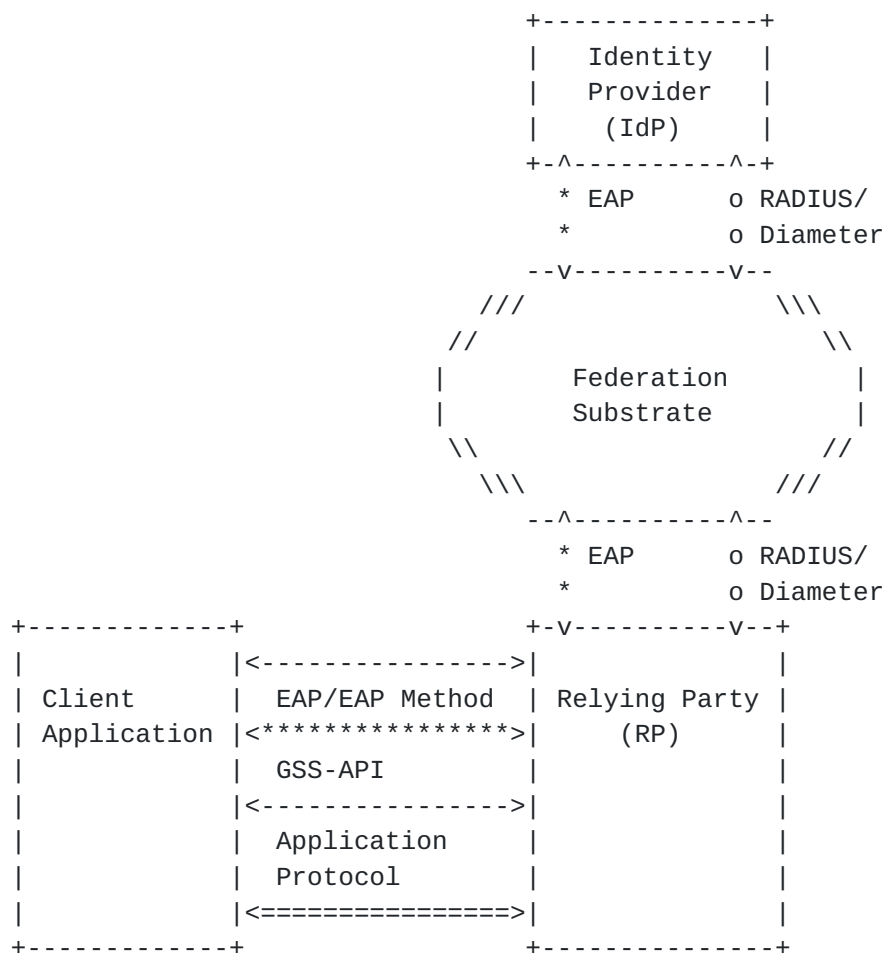 Identity
Provider
(IdP)
* EAP o RADIUS/
* o Diameter
Federation
Substrate
* EAP o RADIUS/
* o Diameter
Client
Application
EAP/EAP Method
GSS-API
Application
Protocol
Relying Party
(RP)